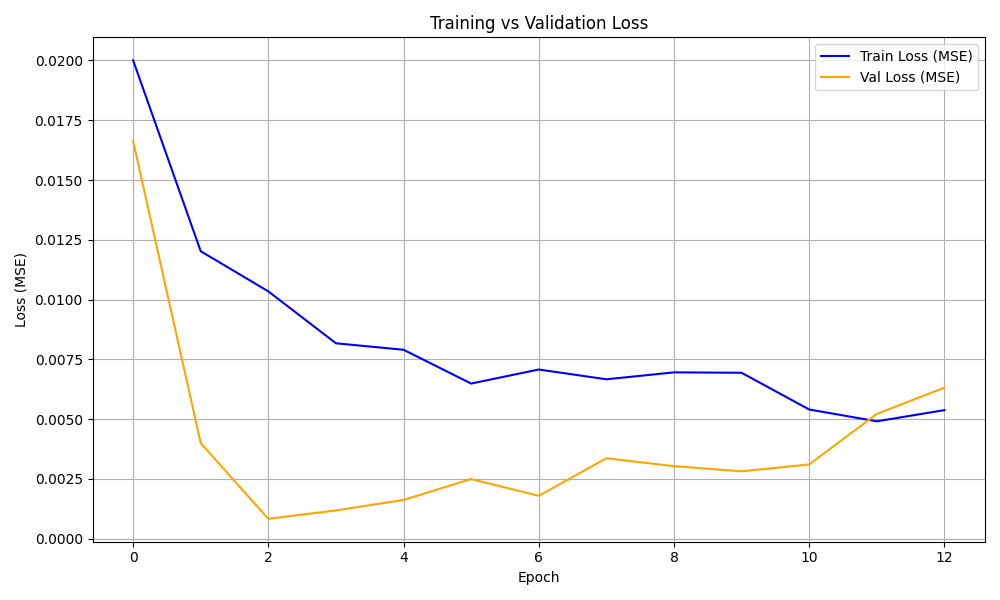 Training vs Validation Loss
Train Loss (MSE)
Val Loss (MSE)
0.0200
0.0175
0.0150
0.0125
0.0100
0.0075
0.0050
0.0025
0.0000
Loss (MSE)
0 2 4 6 8 10 12
Epoch